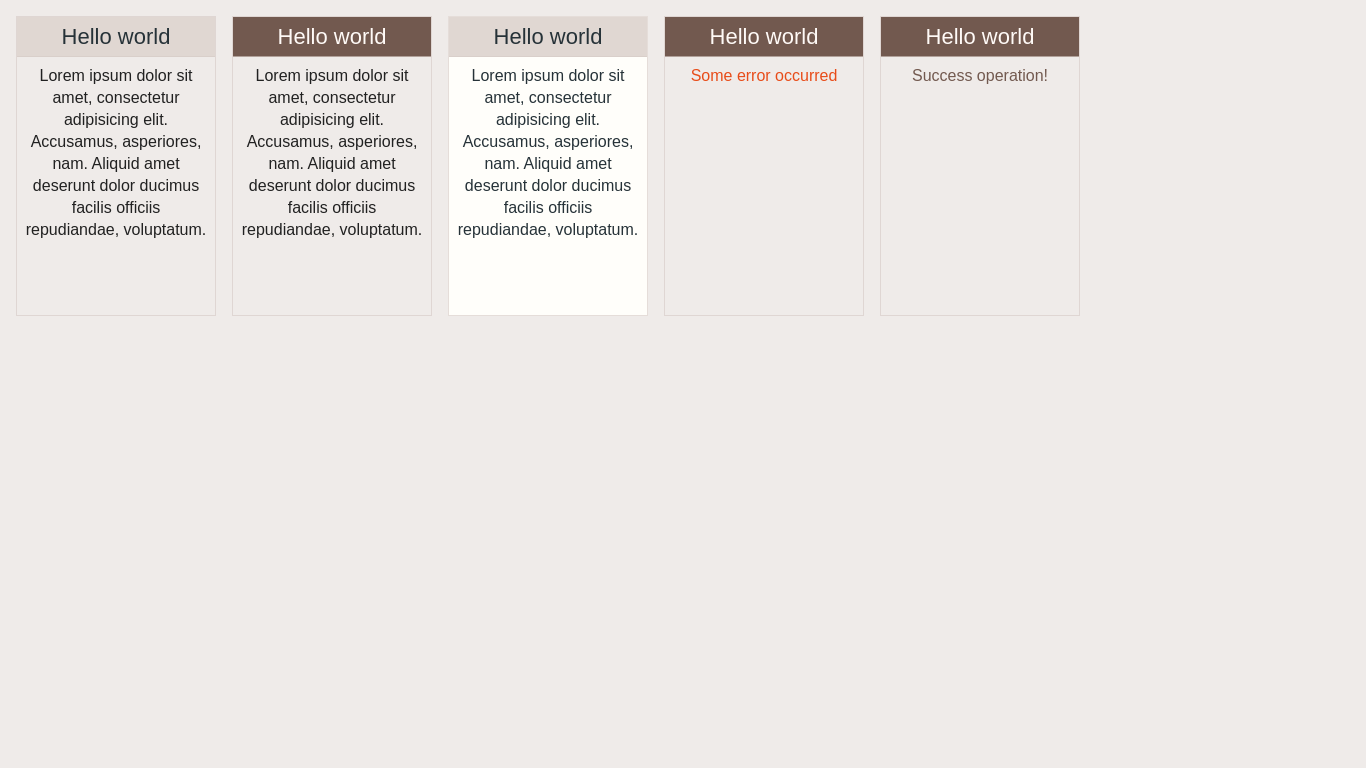 Hello world
Lorem ipsum dolor sit
amet, consectetur
adipisicing elit.
Accusamus, asperiores,
nam. Aliquid amet
deserunt dolor ducimus
facilis officiis
repudiandae, voluptatum.
Hello world
Lorem ipsum dolor sit
amet, consectetur
adipisicing elit.
Accusamus, asperiores,
nam. Aliquid amet
deserunt dolor ducimus
facilis officiis
repudiandae, voluptatum.
Hello world
Lorem ipsum dolor sit
amet, consectetur
adipisicing elit.
Accusamus, asperiores,
nam. Aliquid amet
deserunt dolor ducimus
facilis officiis
repudiandae, voluptatum.
Hello world
Some error occurred
Hello world
Success operation!